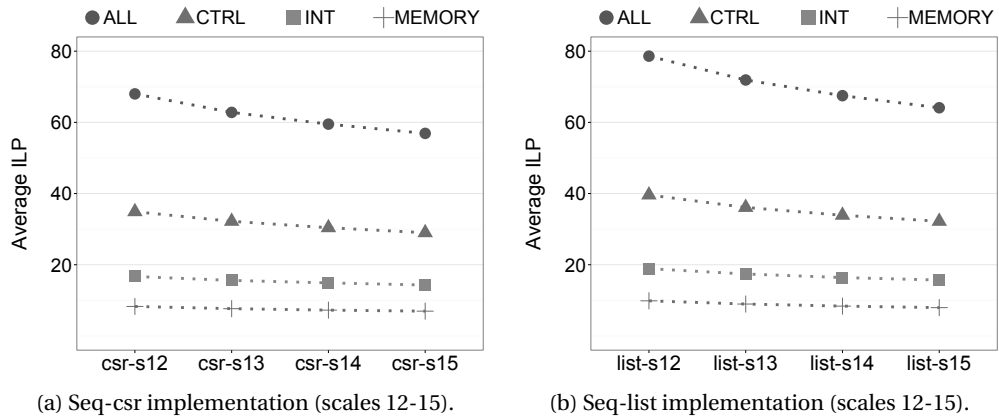 ALL CTRL INT MEMORY
80
60
40
20
Average ILP
csr-s12 csr-s13 csr-s14 csr-s15
(a) Seq-csr implementation (scales 12-15).
ALL CTRL INT MEMORY
80
60
40
20
Average ILP
list-s12 list-s13 list-s14 list-s15
(b) Seq-list implementation (scales 12-15).